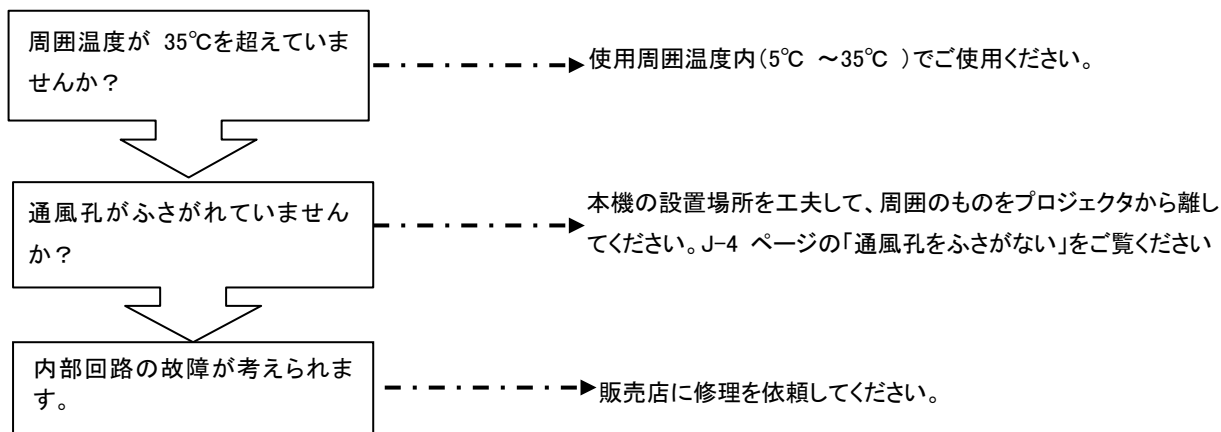 周囲温度が 35℃を超えていま
せんか？
使用周囲温度内（5℃ ～35℃ ）でご使用ください。
通風孔がふさがれていません
か？
本機の設置場所を工夫して、周囲のものをプロジェクタから離し
てください。J-4 ページの「通風孔をふさがない」をご覧ください
内部回路の故障が考えられま
す。
販売店に修理を依頼してください。